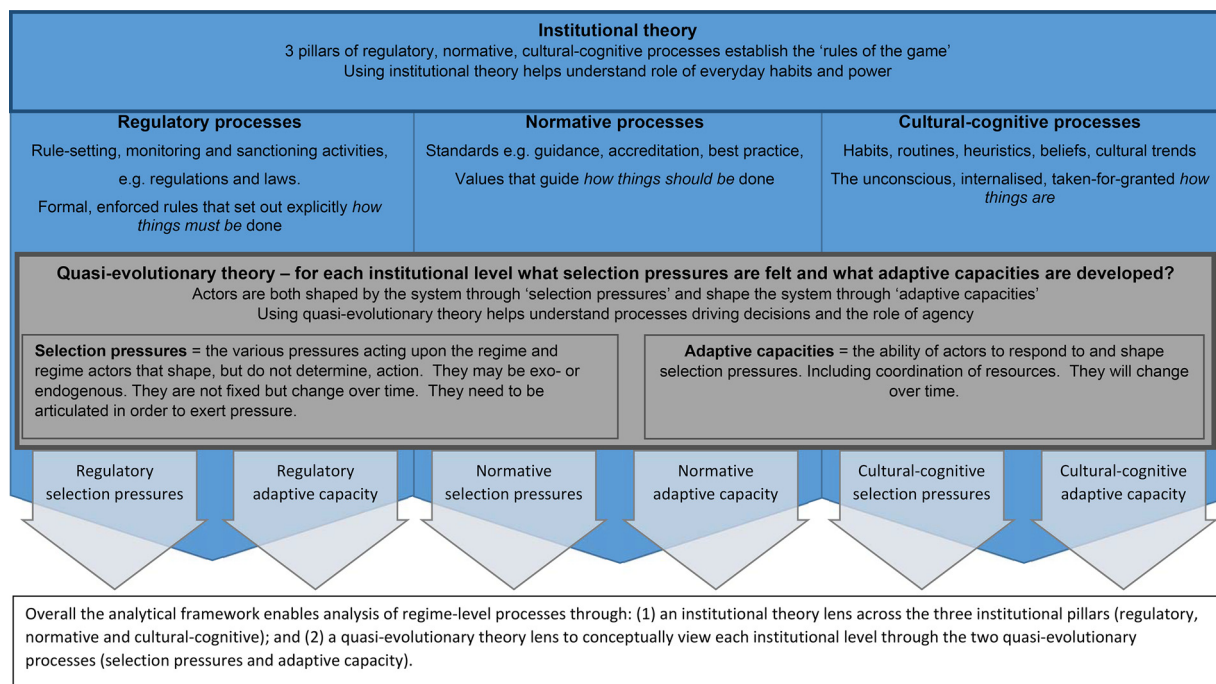 Institutional theory
3 pillars of regulatory, normative, cultural-cognitive processes establish the ‘rules of the game’
Using institutional theory helps understand role of everyday habits and power
Regulatory processes
Rule-setting, monitoring and sanctioning activities,
e.g. regulations and laws.
Formal, enforced rules that set out explicitly how
things must be done
Normative processes
Standards e.g. guidance, accreditation, best practice,
Values that guide how things should be done
Cultural-cognitive processes
Habits, routines, heuristics, beliefs, cultural trends
The unconscious, internalised, taken-for-granted how
things are
Quasi-evolutionary theory – for each institutional level what selection pressures are felt and what adaptive capacities are developed?
Actors are both shaped by the system through ‘selection pressures’ and shape the system through ‘adaptive capacities’
Using quasi-evolutionary theory helps understand processes driving decisions and the role of agency
Selection pressures = the various pressures acting upon the regime and
regime actors that shape, but do not determine, action. They may be exo- or
endogenous. They are not fixed but change over time. They need to be
articulated in order to exert pressure.
Adaptive capacities = the ability of actors to respond to and shape
selection pressures. Including coordination of resources. They will change
over time.
Regulatory
selection pressures
Regulatory
adaptive capacity
Normative
selection pressures
Normative
adaptive capacity
Cultural-cognitive
selection pressures
Cultural-cognitive
adaptive capacity
Overall the analytical framework enables analysis of regime-level processes through: (1) an institutional theory lens across the three institutional pillars (regulatory,
normative and cultural-cognitive); and (2) a quasi-evolutionary theory lens to conceptually view each institutional level through the two quasi-evolutionary
processes (selection pressures and adaptive capacity).